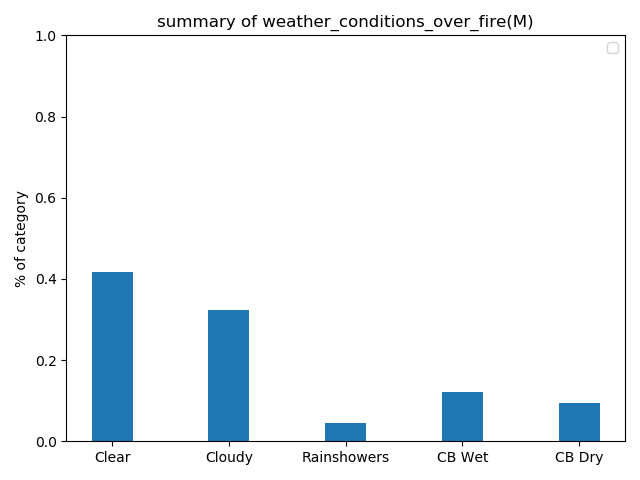 summary of weather_conditions_over_fire(M)
% of category
1.0
0.8
0.6
0.4
0.2
0.0
Clear Cloudy Rainshowers CB Wet CB Dry